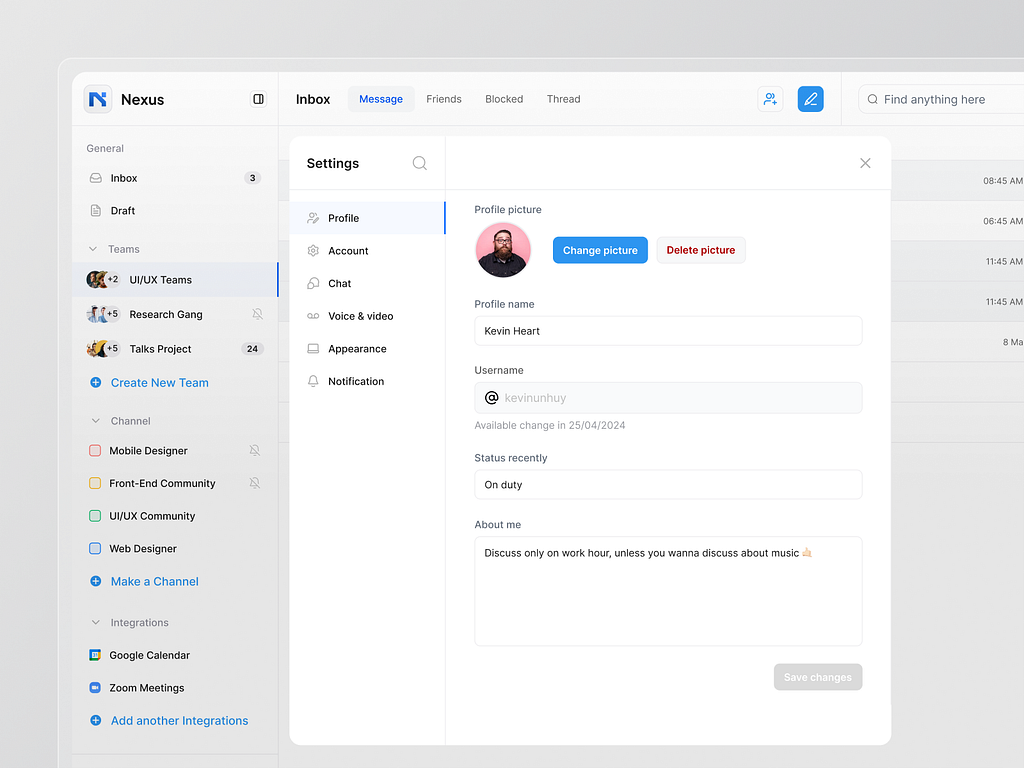 Nexus
General
Inbox
3
Draft
Teams
+2
UI/UX Teams
+5
Research Gang
+5
Talks Project
24
Create New Team
Channel
Mobile Designer
Front-End Community
UI/UX Community
Web Designer
Make a Channel
Integrations
Google Calendar
Zoom Meetings
Add another Integrations
Inbox
Message
Friends
Blocked
Thread
Find anything here
Settings
Profile
Account
Chat
Voice & video
Appearance
Notification
Profile picture
Change picture
Delete picture
Profile name
Kevin Heart
Username
@ kevinunhuy
Available change in 25/04/2024
Status recently
On duty
About me
Discuss only on work hour, unless you wanna discuss about music 🤙🏻
Save changes
08:45 AM
06:45 AM
11:45 AM
11:45 AM
8 Ma